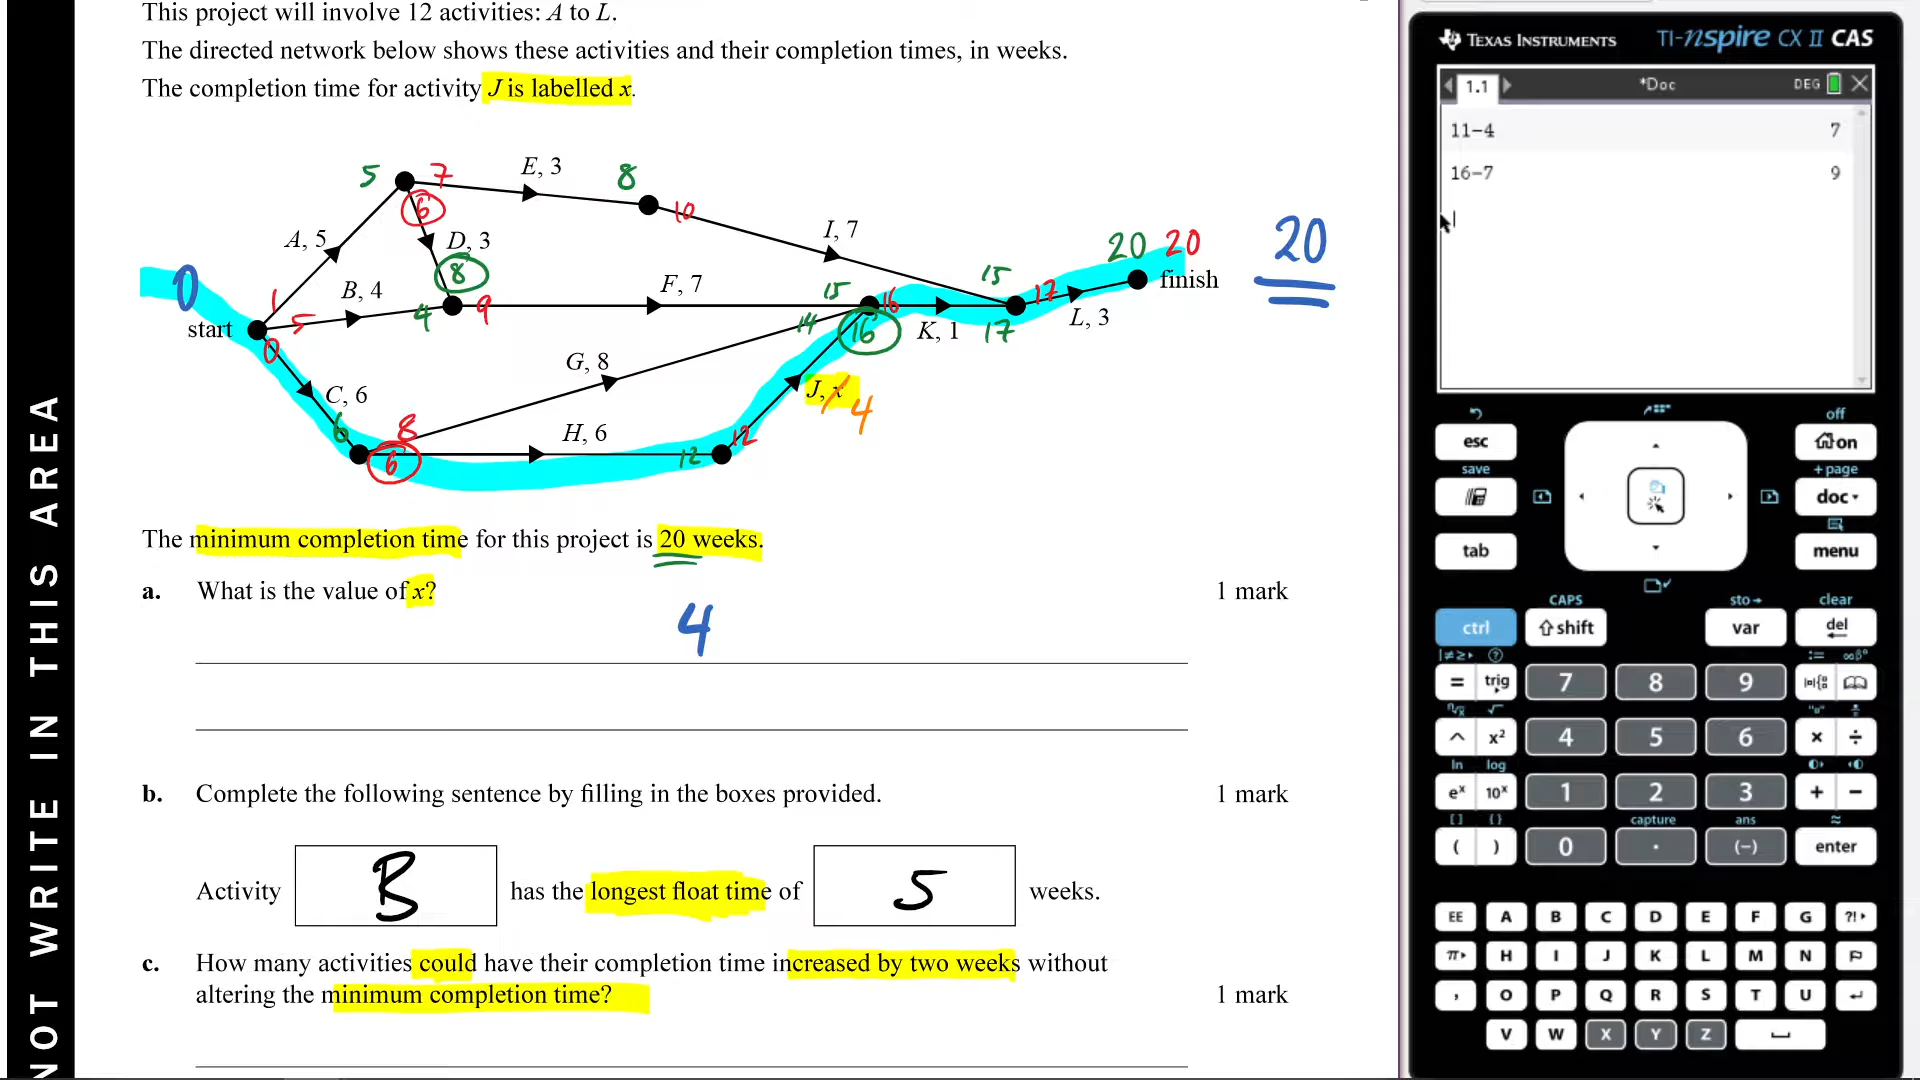 This project will involve 12 activities: A to L.
The directed network below shows these activities and their completion times, in weeks.
The completion time for activity J is labelled x.
5 7 E, 3 8
6
10
A, 5 D, 3 I, 7 20 20 20
8
0 B, 4 F, 7 15 15 finish
1 5 4 9 16 17
start 0 14 16 K, 1 17 L, 3
G, 8
C, 6 J, x 4
6 8 H, 6 12
6 12
The minimum completion time for this project is 20 weeks.
a. What is the value of x? 1 mark
4
b. Complete the following sentence by filling in the boxes provided. 1 mark
Activity B has the longest float time of 5 weeks.
c. How many activities could have their completion time increased by two weeks without
altering the minimum completion time? 1 mark
NOT WRITE IN THIS AREA
TEXAS INSTRUMENTS TI-nspire CX II CAS
1.1 *Doc DEG
11-4 7
16-7 9
off
esc on
save + page
doc
tab menu
CAPS sto→ clear
ctrl shift var del
= trig 7 8 9
^ x² 4 5 6 × ÷
ln log
eˣ 10ˣ 1 2 3 + −
[ ] { } capture ans ≈
( ) 0 . (−) enter
EE A B C D E F G ?!
π H I J K L M N
, O P Q R S T U
V W X Y Z